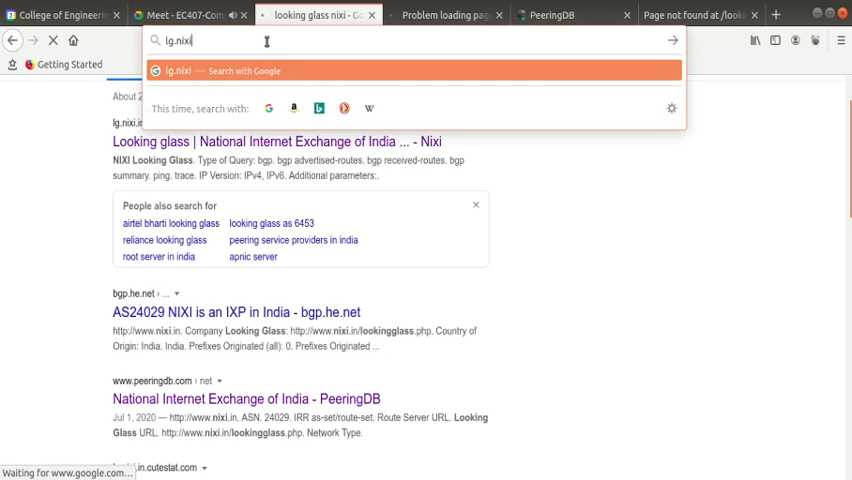 College of Engineerin
Meet - EC407-Com
looking glass nixi - Go
Problem loading page
PeeringDB
Page not found at /look
lg.nixi
Getting Started
lg.nixi — Search with Google
This time, search with:
About 2
lg.nixi.in
Looking glass | National Internet Exchange of India ... - Nixi
NIXI Looking Glass. Type of Query: bgp. bgp advertised-routes. bgp received-routes. bgp
summary. ping. trace. IP Version: IPv4, IPv6. Additional parameters:.
People also search for
airtel bharti looking glass
looking glass as 6453
reliance looking glass
peering service providers in india
root server in india
apnic server
bgp.he.net › ...
AS24029 NIXI is an IXP in India - bgp.he.net
http://www.nixi.in. Company Looking Glass: http://www.nixi.in/lookingglass.php. Country of
Origin: India. India. Prefixes Originated (all): 0. Prefixes Originated ...
www.peeringdb.com › net
National Internet Exchange of India - PeeringDB
Jul 1, 2020 — http://www.nixi.in. ASN. 24029. IRR as-set/route-set. Route Server URL. Looking
Glass URL. http://www.nixi.in/lookingglass.php. Network Type.
.in.cutestat.com
Waiting for www.google.com...